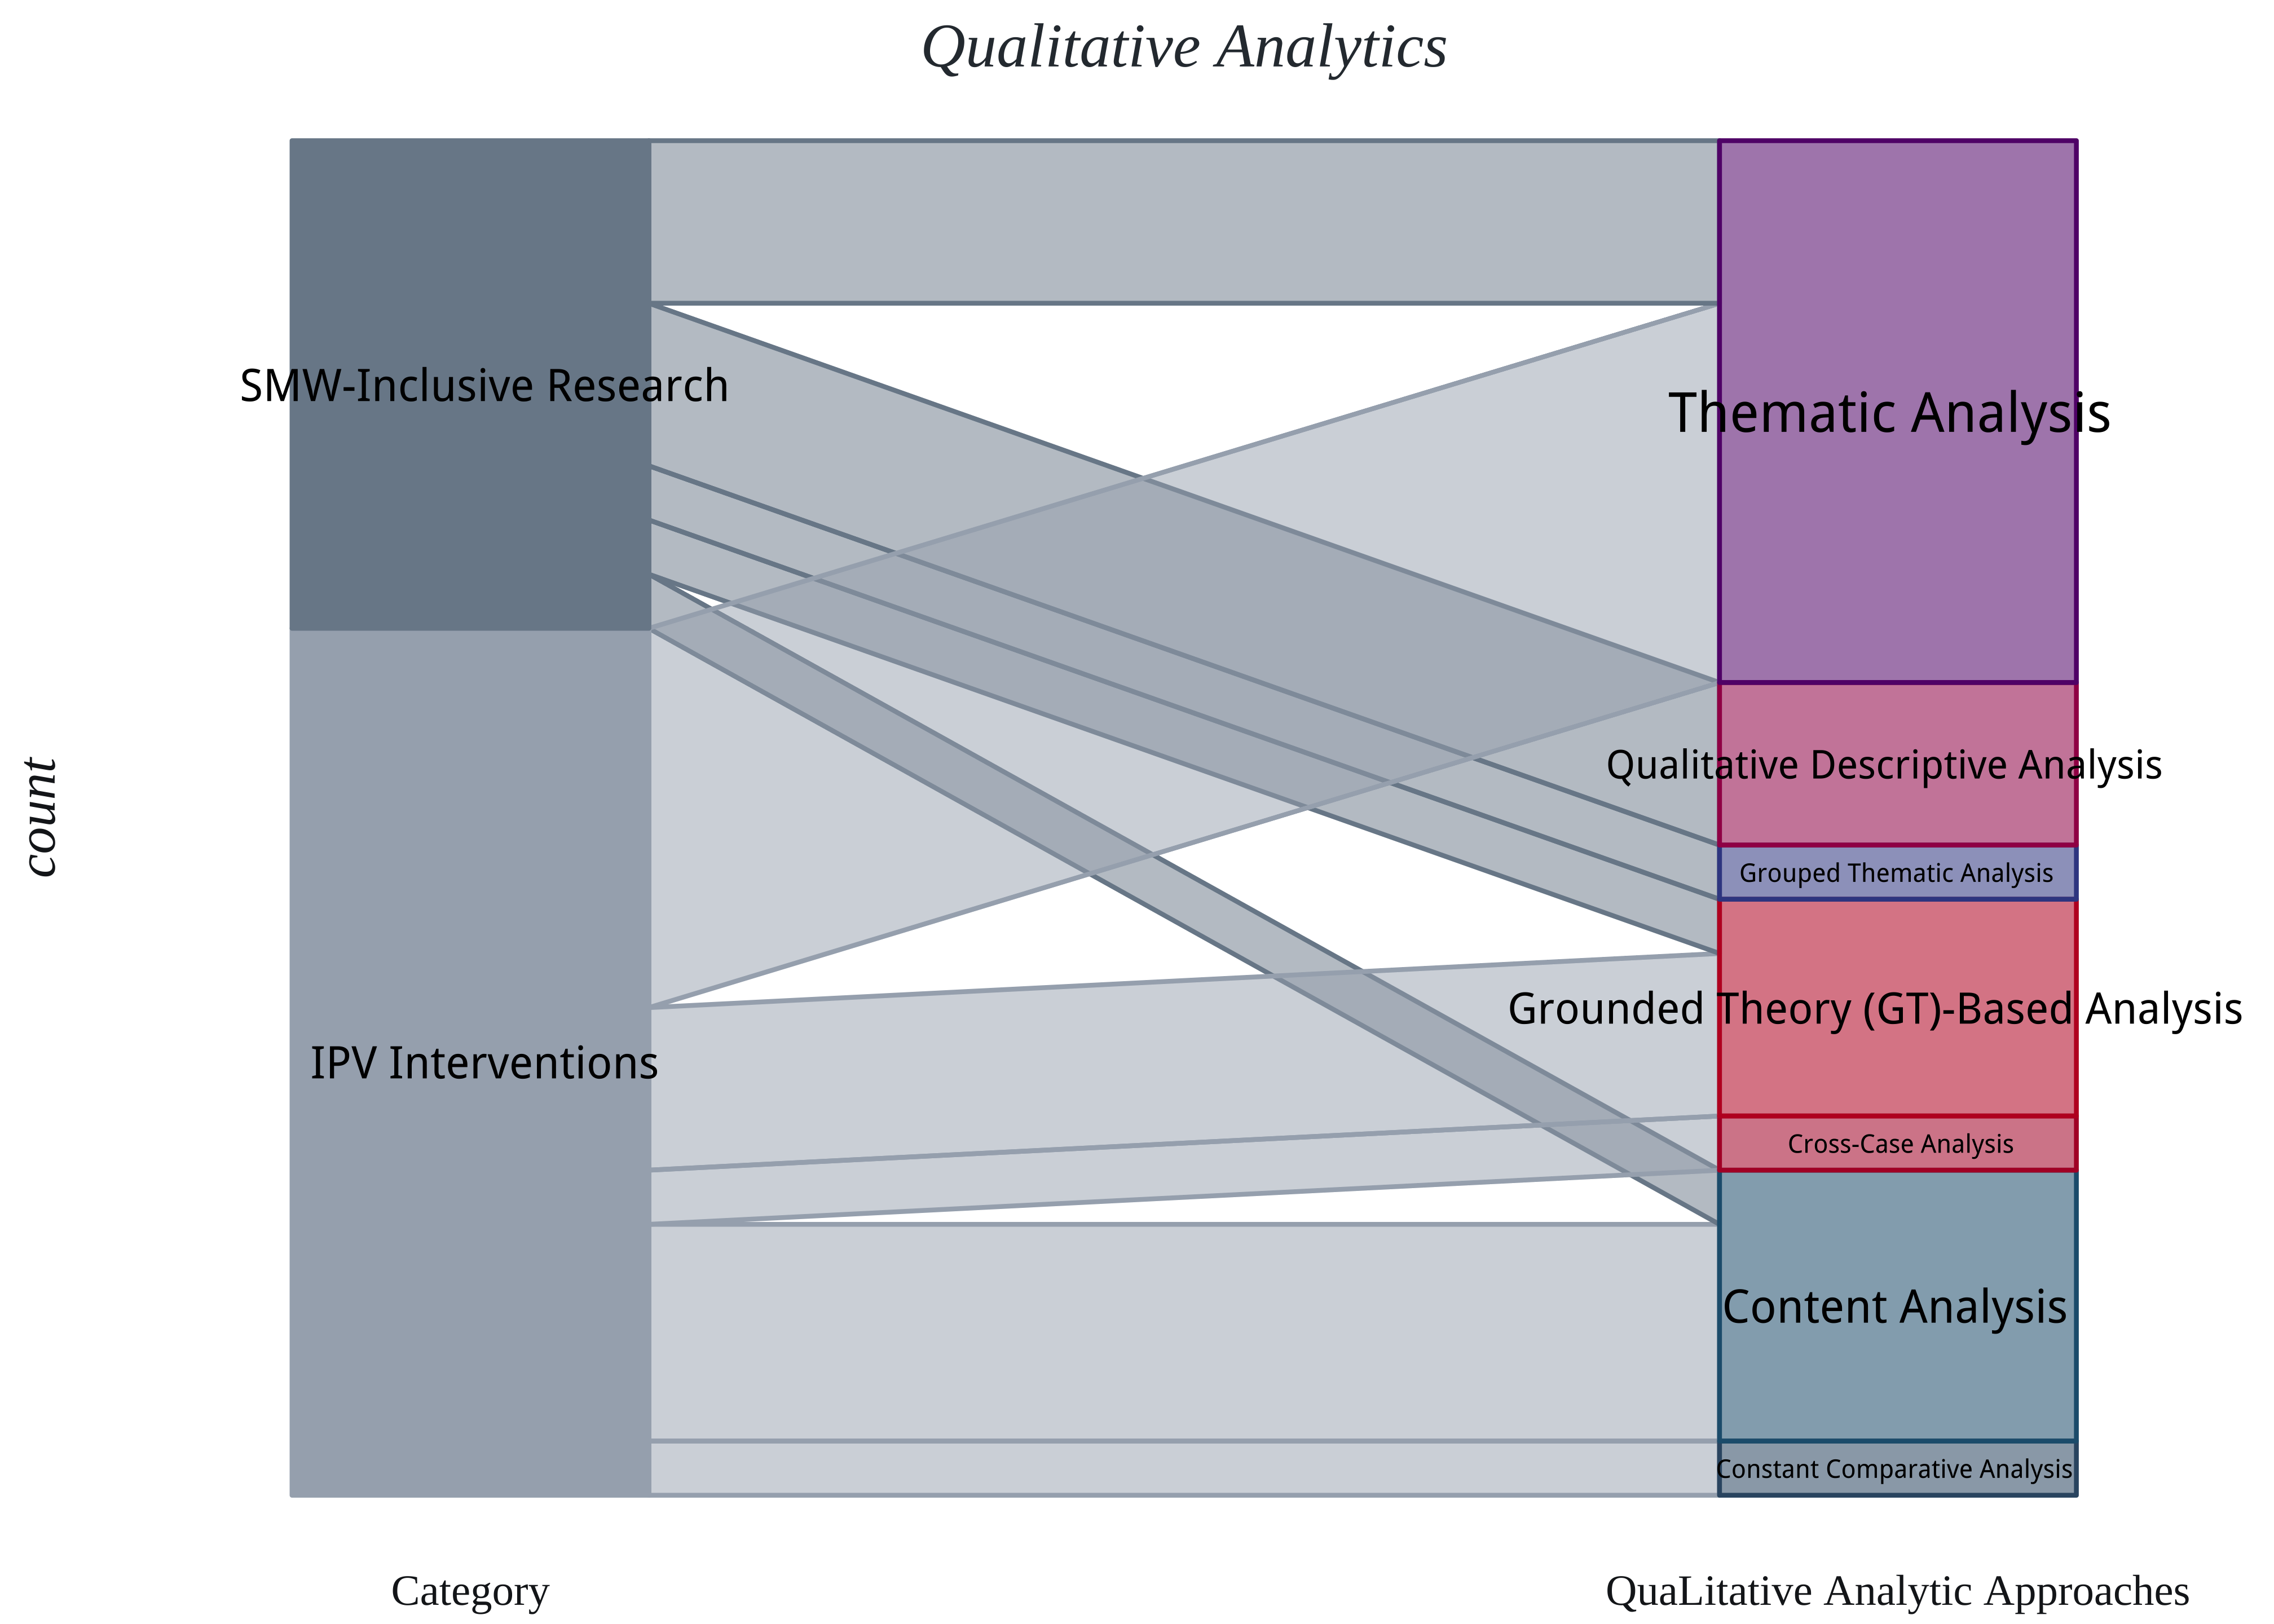 Qualitative Analytics
SMW-Inclusive Research
Thematic Analysis
Qualitative Descriptive Analysis
count
Grouped Thematic Analysis
Grounded Theory (GT)-Based Analysis
IPV Interventions
Cross-Case Analysis
Content Analysis
Constant Comparative Analysis
Category
QuaLitative Analytic Approaches